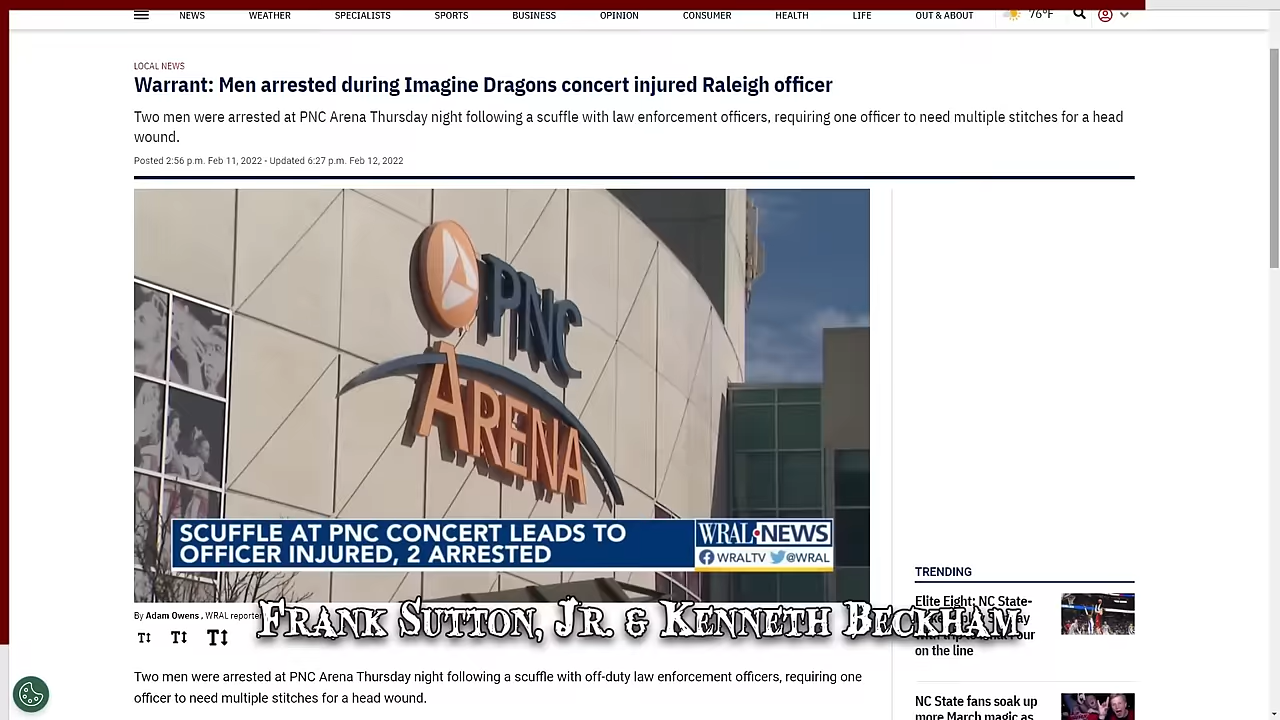 NEWS WEATHER SPECIALISTS SPORTS BUSINESS OPINION CONSUMER HEALTH LIFE OUT & ABOUT 76°F
LOCAL NEWS
Warrant: Men arrested during Imagine Dragons concert injured Raleigh officer
Two men were arrested at PNC Arena Thursday night following a scuffle with law enforcement officers, requiring one officer to need multiple stitches for a head
wound.
Posted 2:56 p.m. Feb 11, 2022 - Updated 6:27 p.m. Feb 12, 2022
PNC
ARENA
SCUFFLE AT PNC CONCERT LEADS TO
OFFICER INJURED, 2 ARRESTED
WRAL NEWS
WRALTV @WRAL
By Adam Owens, WRAL reporter
FRANK SUTTON, JR. & KENNETH BECKHAM
Two men were arrested at PNC Arena Thursday night following a scuffle with off-duty law enforcement officers, requiring one
officer to need multiple stitches for a head wound.
TRENDING
Elite Eight: NC State-
on the line
NC State fans soak up
more March magic as